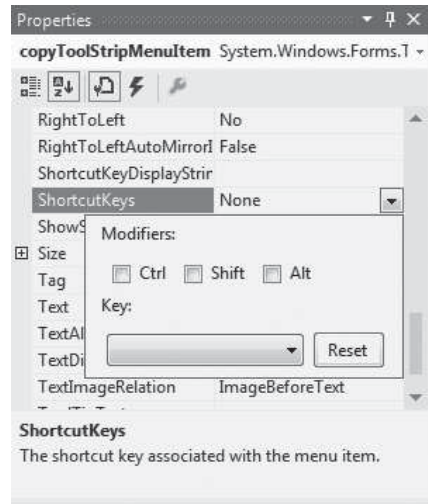 Properties
copyToolStripMenuItem System.Windows.Forms.T
RightToLeft No
RightToLeftAutoMirrorI False
ShortcutKeyDisplayStrir
ShortcutKeys None
ShowS
Modifiers:
Size
Ctrl Shift Alt
Tag
Text Key:
TextAl
TextDi Reset
TextImageRelation ImageBeforeText
ShortcutKeys
The shortcut key associated with the menu item.